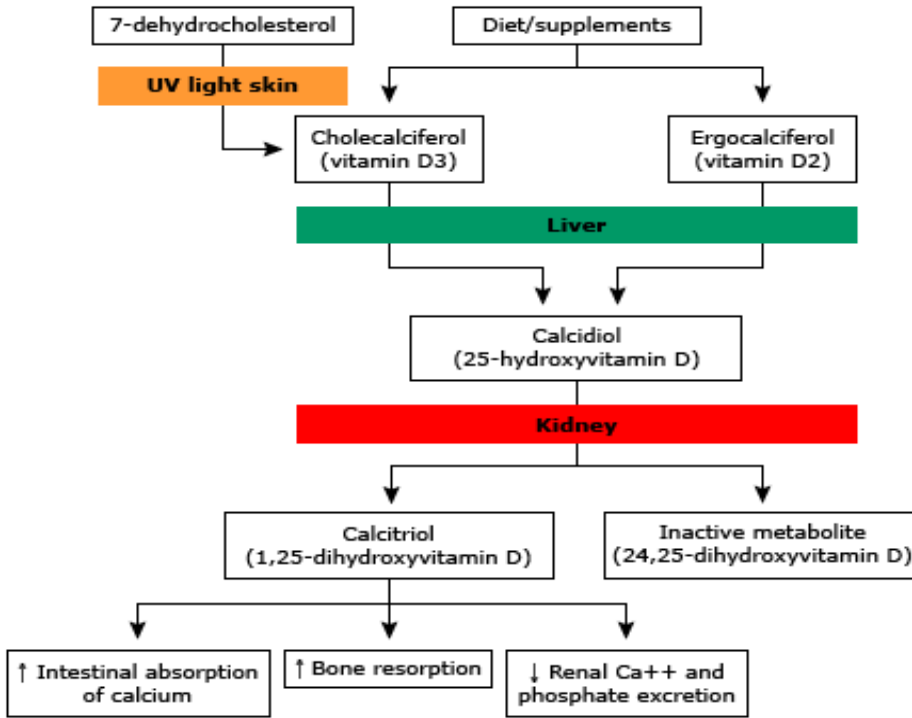 7-dehydrocholesterol
Diet/supplements
UV light skin
Cholecalciferol
(vitamin D3)
Ergocalciferol
(vitamin D2)
Liver
Calcidiol
(25-hydroxyvitamin D)
Kidney
Calcitriol
(1,25-dihydroxyvitamin D)
Inactive metabolite
(24,25-dihydroxyvitamin D)
↑ Intestinal absorption
of calcium
↑ Bone resorption
↓ Renal Ca++ and
phosphate excretion